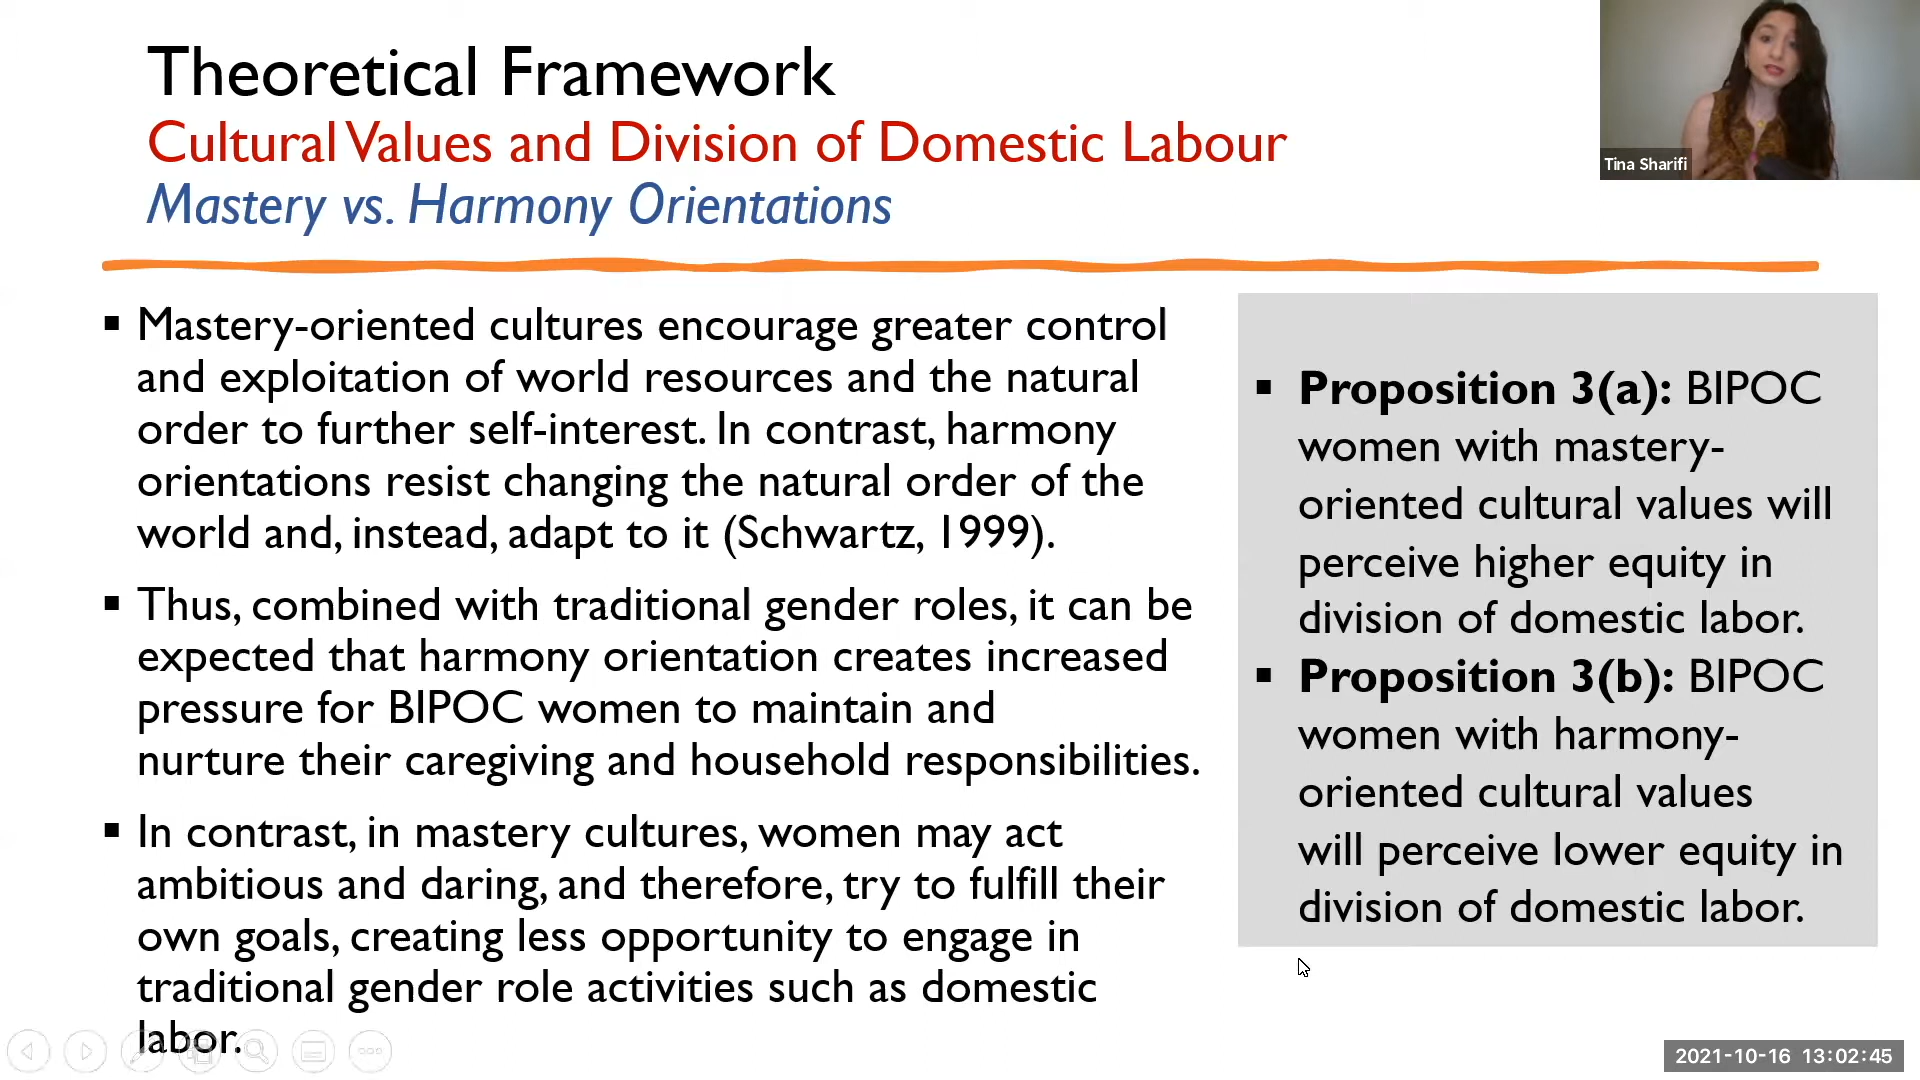 Theoretical Framework
Cultural Values and Division of Domestic Labour
Mastery vs. Harmony Orientations
Tina Sharifi
▪ Mastery-oriented cultures encourage greater control
and exploitation of world resources and the natural
order to further self-interest. In contrast, harmony
orientations resist changing the natural order of the
world and, instead, adapt to it (Schwartz, 1999).
▪ Thus, combined with traditional gender roles, it can be
expected that harmony orientation creates increased
pressure for BIPOC women to maintain and
nurture their caregiving and household responsibilities.
▪ In contrast, in mastery cultures, women may act
ambitious and daring, and therefore, try to fulfill their
own goals, creating less opportunity to engage in
traditional gender role activities such as domestic
labor.
▪ Proposition 3(a): BIPOC
women with mastery-
oriented cultural values will
perceive higher equity in
division of domestic labor.
▪ Proposition 3(b): BIPOC
women with harmony-
oriented cultural values
will perceive lower equity in
division of domestic labor.
2021-10-16 13:02:45